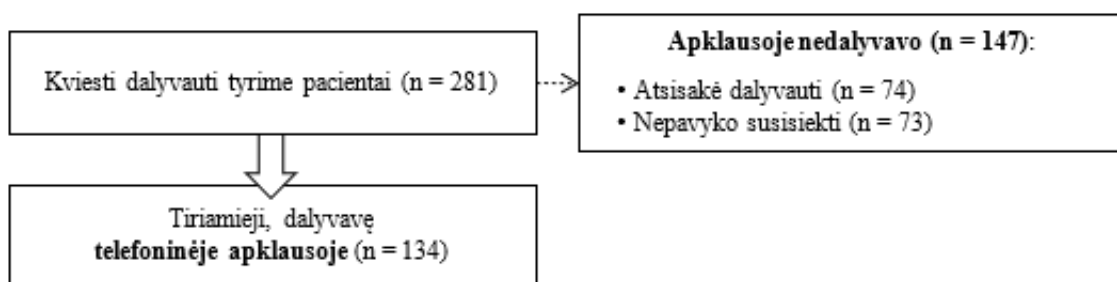 Kviesti dalyvauti tyrime pacientai (n = 281)
Apklausoje nedalyvavo (n = 147):
• Atsisakė dalyvauti (n = 74)
• Nepavyko susisiekti (n = 73)
Tiriamieji, dalyvavę
telefoninėje apklausoje (n = 134)